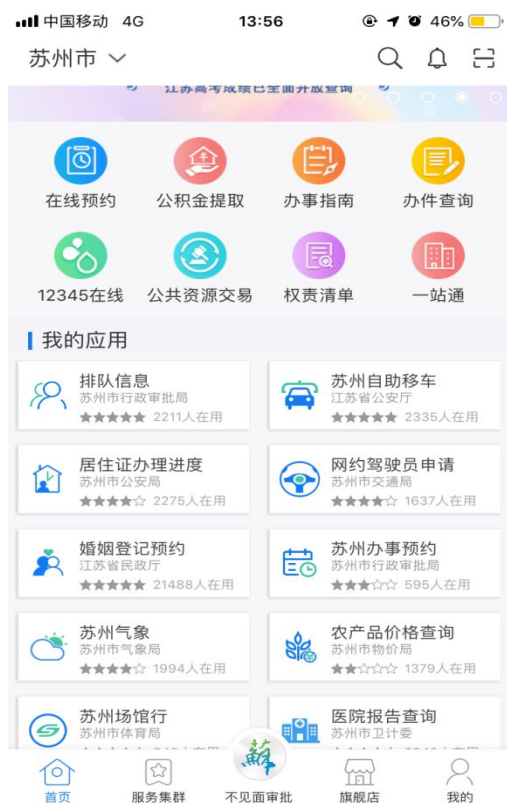 中国移动 4G 13:56 46%
苏州市
江苏高考成绩已全面开放查询
在线预约 公积金提取 办事指南 办件查询
12345在线 公共资源交易 权责清单 一站通
我的应用
排队信息 苏州自助移车
苏州市行政审批局 江苏省公安厅
★★★★★ 2211人在用 ★★★★★ 2335人在用
居住证办理进度 网约驾驶员申请
苏州市公安局 苏州市交通局
★★★★☆ 2275人在用 ★★★★☆ 1637人在用
婚姻登记预约 苏州办事预约
江苏省民政厅 苏州市行政审批局
★★★★★ 21488人在用 ★★★☆☆ 595人在用
苏州气象 农产品价格查询
苏州市气象局 苏州市物价局
★★★★☆ 1994人在用 ★★☆☆☆ 1379人在用
苏州场馆行 医院报告查询
苏州市体育局 苏州市卫计委
首页 服务集群 不见面审批 旗舰店 我的